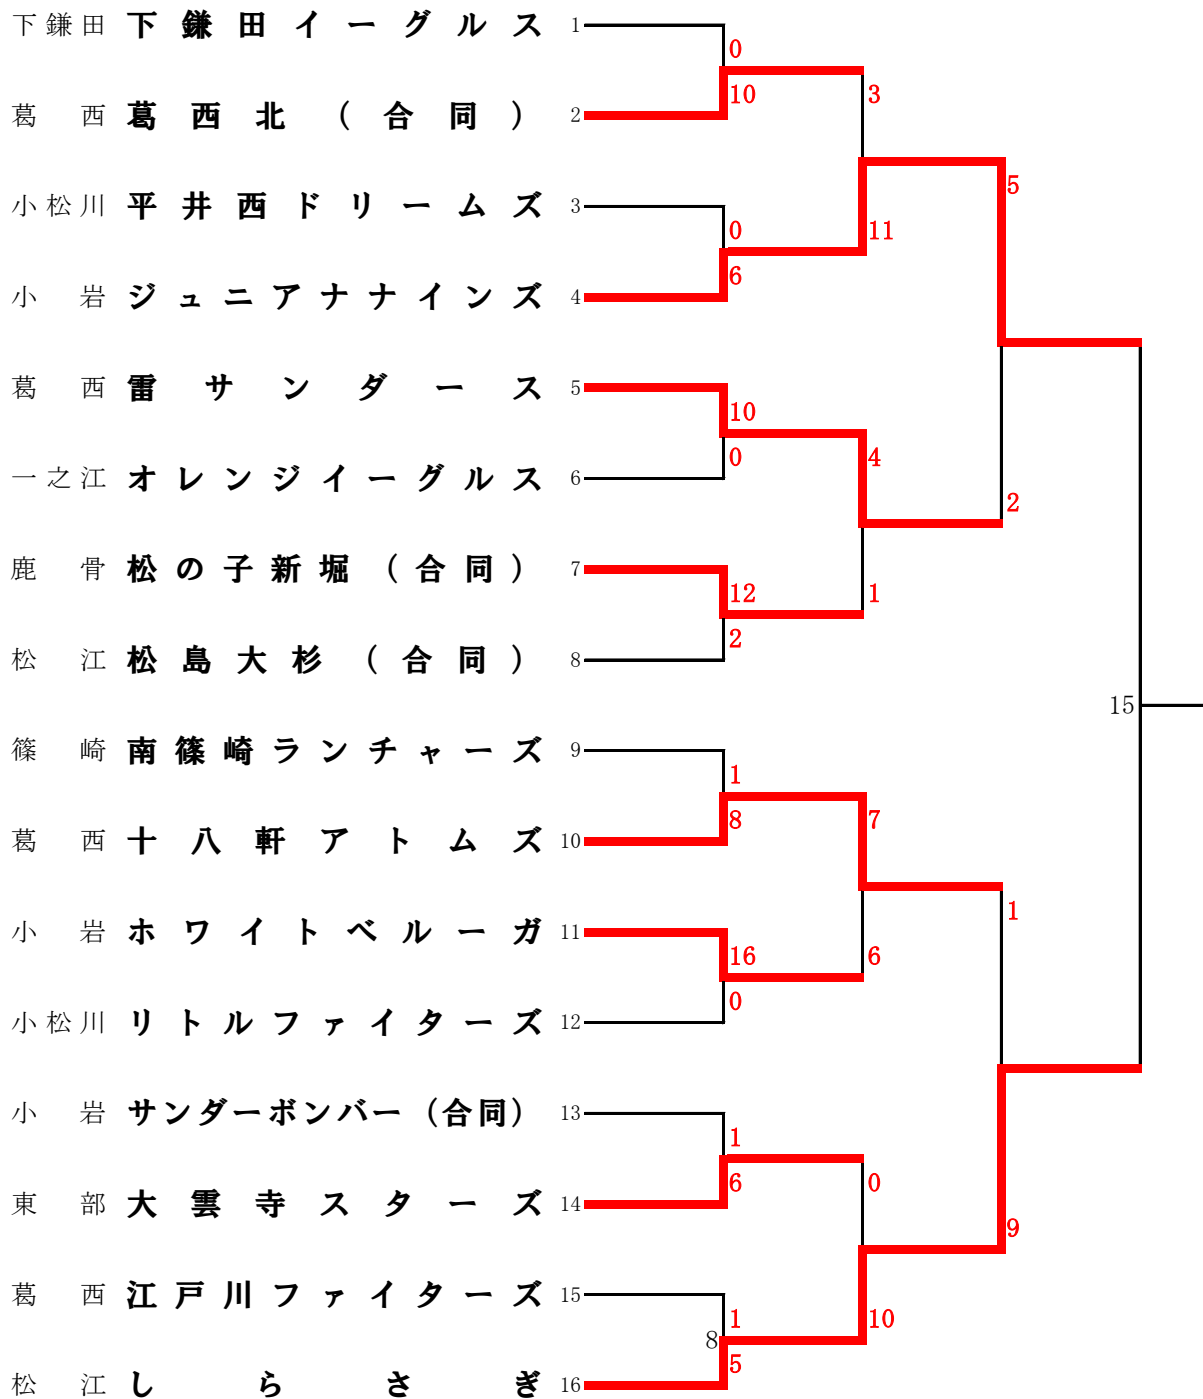 下鎌田 下鎌田イーグルス 1
0
葛西 葛西北(合同) 2
10
3
小松川 平井西ドリームズ 3
5
0
11
小岩 ジュニアナナインズ 4
6
葛西 雷サンダース 5
10
4
一之江 オレンジイーグルス 6
0
2
鹿骨 松の子新堀(合同) 7
12
1
松江 松島大杉(合同) 8
2
15
篠崎 南篠崎ランチャーズ 9
1
葛西 十八軒アトムズ 10
8
7
小岩 ホワイトベルーガ 11
1
16
6
小松川 リトルファイターズ 12
0
小岩 サンダーボンバー(合同) 13
1
東部 大雲寺スターズ 14
6
0
9
葛西 江戸川ファイターズ 15
1
10
8
松江 しらさぎ 16
5